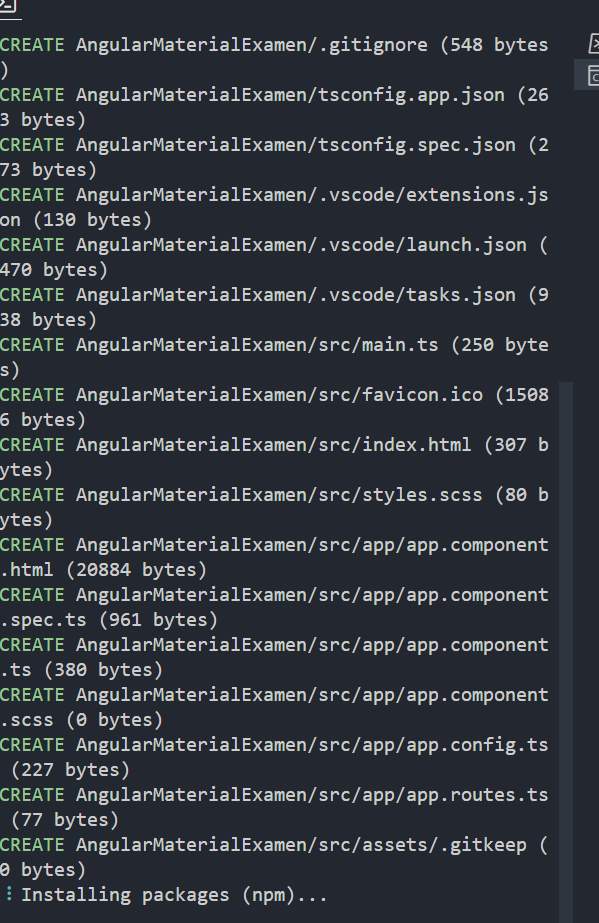 CREATE AngularMaterialExamen/.gitignore (548 bytes
)
CREATE AngularMaterialExamen/tsconfig.app.json (26
3 bytes)
CREATE AngularMaterialExamen/tsconfig.spec.json (2
73 bytes)
CREATE AngularMaterialExamen/.vscode/extensions.js
on (130 bytes)
CREATE AngularMaterialExamen/.vscode/launch.json (
470 bytes)
CREATE AngularMaterialExamen/.vscode/tasks.json (9
38 bytes)
CREATE AngularMaterialExamen/src/main.ts (250 byte
s)
CREATE AngularMaterialExamen/src/favicon.ico (1508
6 bytes)
CREATE AngularMaterialExamen/src/index.html (307 b
ytes)
CREATE AngularMaterialExamen/src/styles.scss (80 b
ytes)
CREATE AngularMaterialExamen/src/app/app.component
.html (20884 bytes)
CREATE AngularMaterialExamen/src/app/app.component
.spec.ts (961 bytes)
CREATE AngularMaterialExamen/src/app/app.component
.ts (380 bytes)
CREATE AngularMaterialExamen/src/app/app.component
.scss (0 bytes)
CREATE AngularMaterialExamen/src/app/app.config.ts
(227 bytes)
CREATE AngularMaterialExamen/src/app/app.routes.ts
(77 bytes)
CREATE AngularMaterialExamen/src/assets/.gitkeep (
0 bytes)
⠸ Installing packages (npm)...